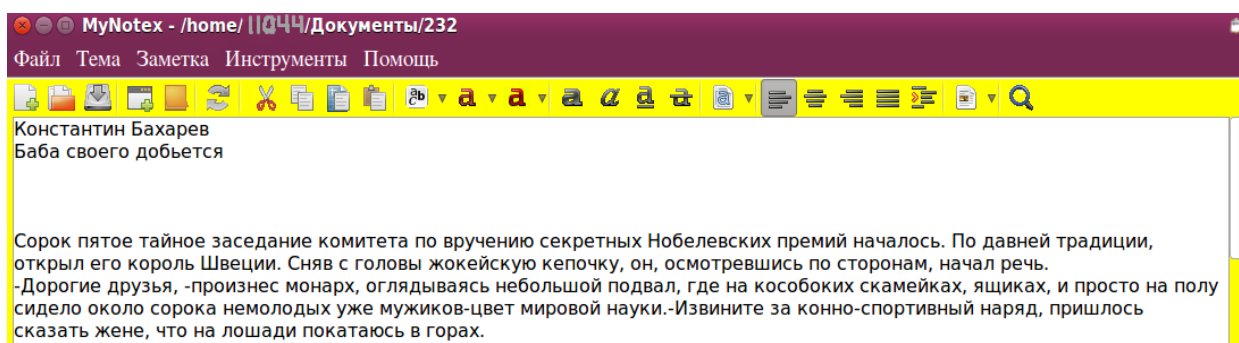 MyNotex - /home/11044/Документы/232
Файл Тема Заметка Инструменты Помощь
Константин Бахарев
Баба своего добьется
Сорок пятое тайное заседание комитета по вручению секретных Нобелевских премий началось. По давней традиции,
открыл его король Швеции. Сняв с головы жокейскую кепочку, он, осмотревшись по сторонам, начал речь.
-Дорогие друзья, -произнес монарх, оглядываясь небольшой подвал, где на кособоких скамейках, ящиках, и просто на полу
сидело около сорока немолодых уже мужиков-цвет мировой науки.-Извините за конно-спортивный наряд, пришлось
сказать жене, что на лошади покатаюсь в горах.